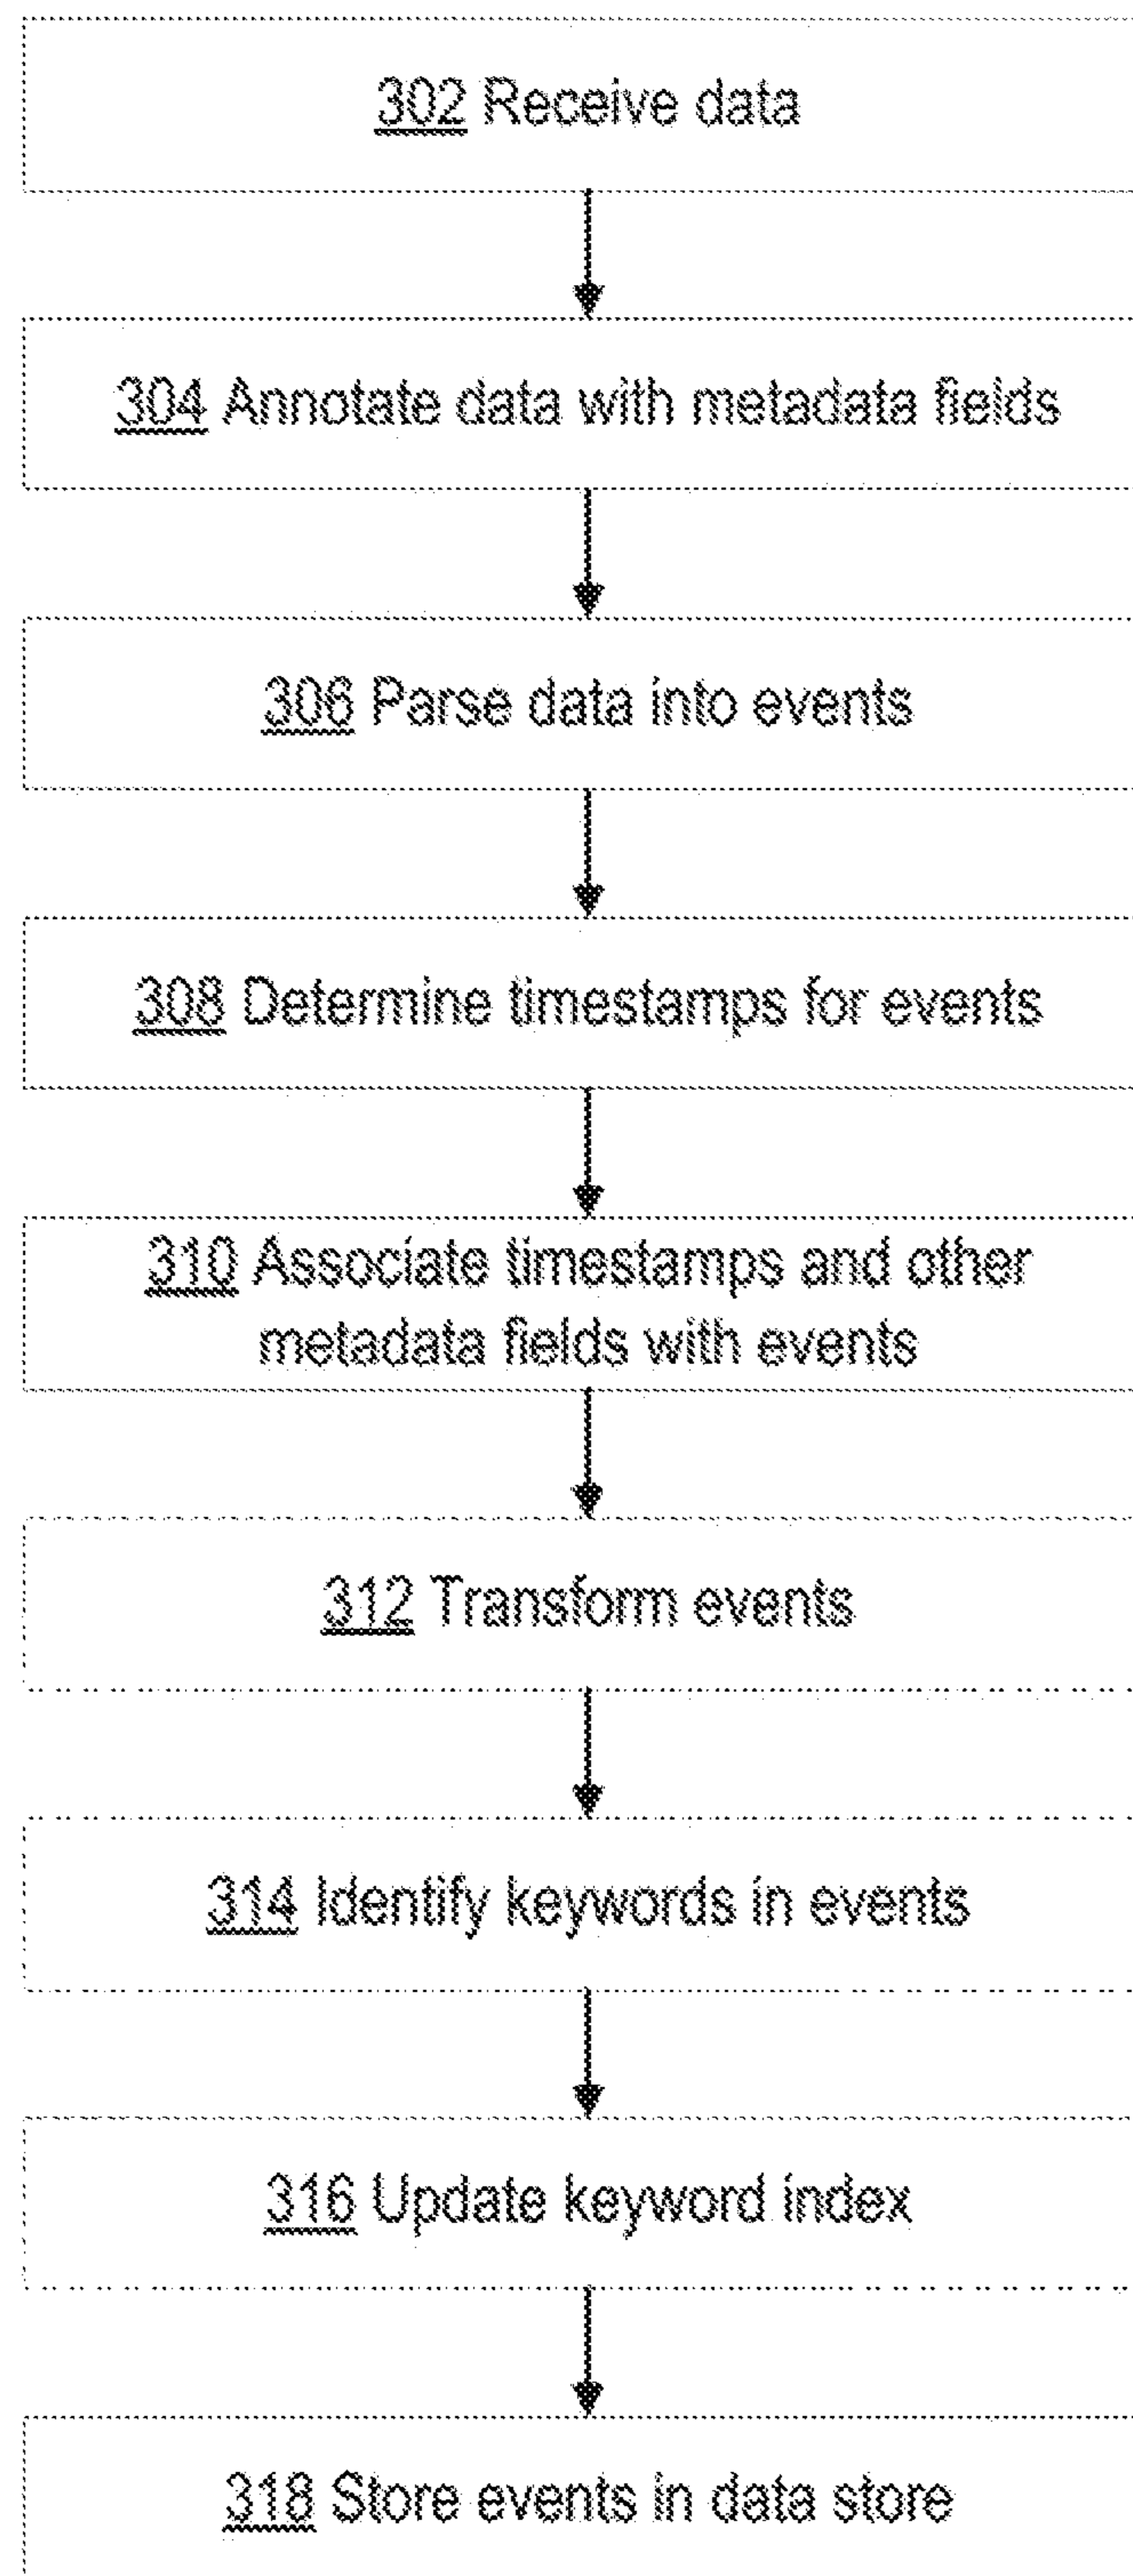 302 Receive data
304 Annotate data with metadata fields
306 Parse data into events
308 Determine timestamps for events
310 Associate timestamps and other
metadata fields with events
312 Transform events
314 Identify keywords in events
316 Update keyword index
318 Store events in data store